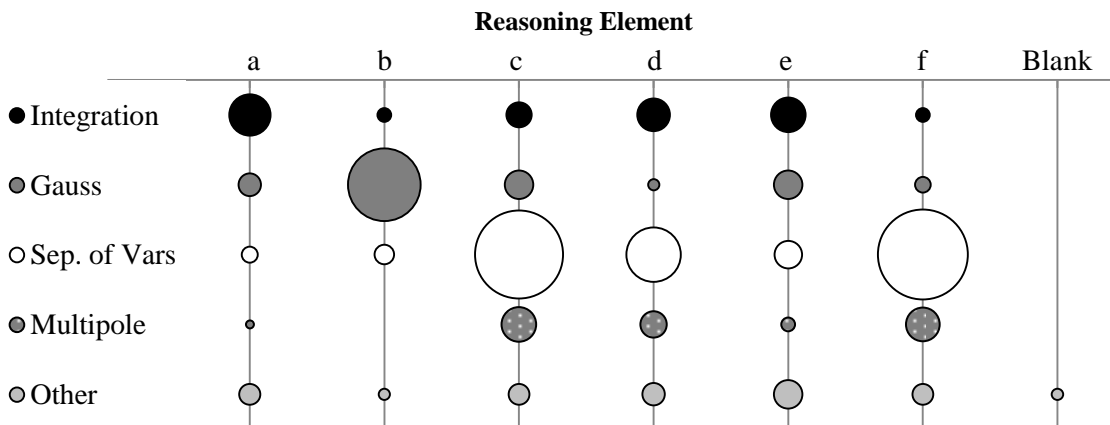 Reasoning Element
a b c d e f Blank
Integration
Gauss
Sep. of Vars
Multipole
Other